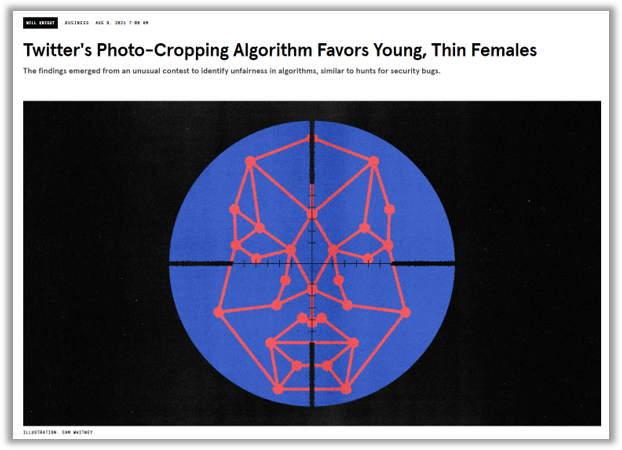 WILL KNIGHT BUSINESS AUG 9, 2021 7:00 AM
Twitter's Photo-Cropping Algorithm Favors Young, Thin Females
The findings emerged from an unusual contest to identify unfairness in algorithms, similar to hunts for security bugs.
ILLUSTRATION: SAM WHITNEY